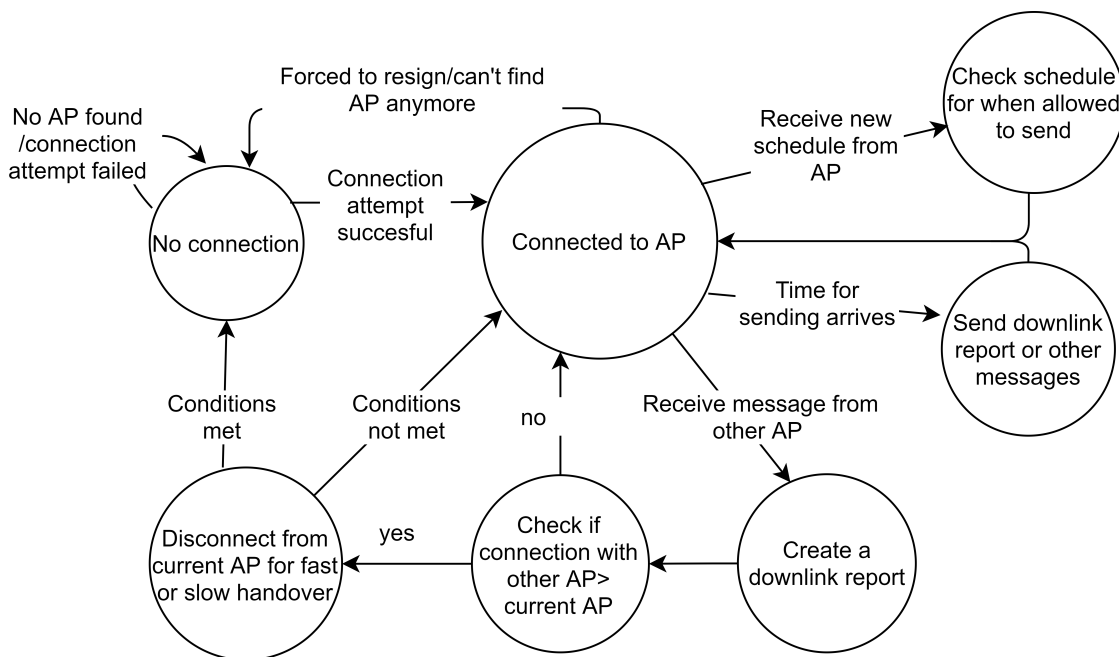 Forced to resign/can't find
AP anymore
Check schedule
for when allowed
to send
No AP found
/connection
attempt failed
Receive new
schedule from
AP
Connection
attempt
succesful
No connection
Connected to AP
Time for
sending arrives
Send downlink
report or other
messages
Conditions
met
Conditions
not met
no
Receive message from
other AP
Disconnect from
current AP for fast
or slow handover
yes
Check if
connection with
other AP>
current AP
Create a
downlink report